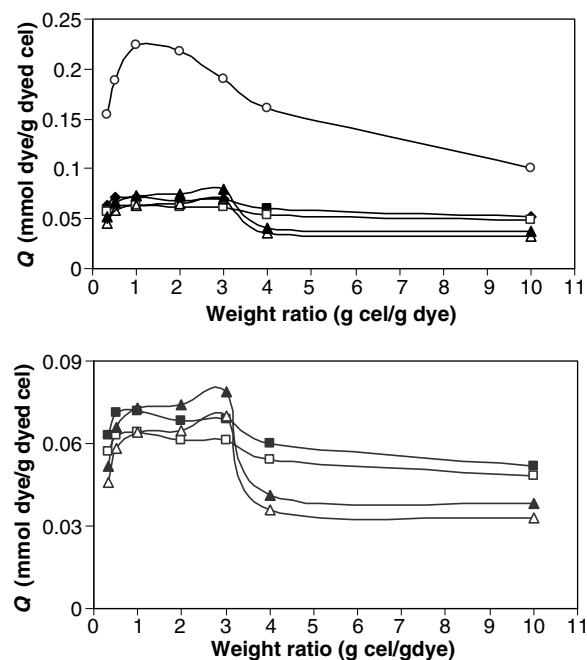 0.25
0.2
0.15
0.1
0.05
0
Q (mmol dye/g dyed cel)
0 1 2 3 4 5 6 7 8 9 10 11
Weight ratio (g cel/g dye)
0.09
0.06
0.03
0
Q (mmol dye/g dyed cel)
0 1 2 3 4 5 6 7 8 9 10 11
Weight ratio (g cel/gdye)